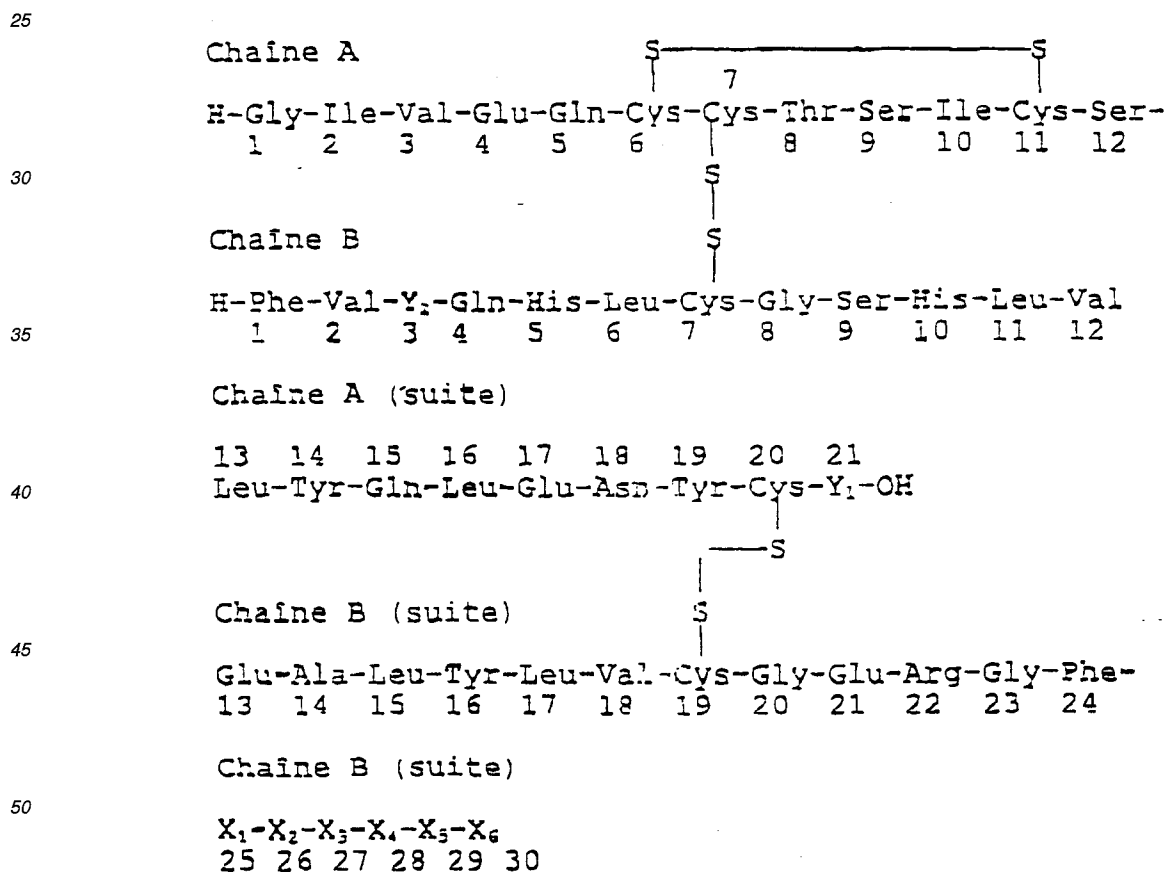 25
Chaîne A
S S
7
H-Gly-Ile-Val-Glu-Gln-Cys-Cys-Thr-Ser-Ile-Cys-Ser-
1 2 3 4 5 6 8 9 10 11 12
30
S
Chaîne B
S
H-Phe-Val-Y₂-Gln-His-Leu-Cys-Gly-Ser-His-Leu-Val
1 2 3 4 5 6 7 8 9 10 11 12
35
Chaîne A (suite)
13 14 15 16 17 18 19 20 21
40
Leu-Tyr-Gln-Leu-Glu-Asn-Tyr-Cys-Y₁-OH
S
Chaîne B (suite)
S
45
Glu-Ala-Leu-Tyr-Leu-Val-Cys-Gly-Glu-Arg-Gly-Phe-
13 14 15 16 17 18 19 20 21 22 23 24
Chaîne B (suite)
50
X₁-X₂-X₃-X₄-X₅-X₆
25 26 27 28 29 30